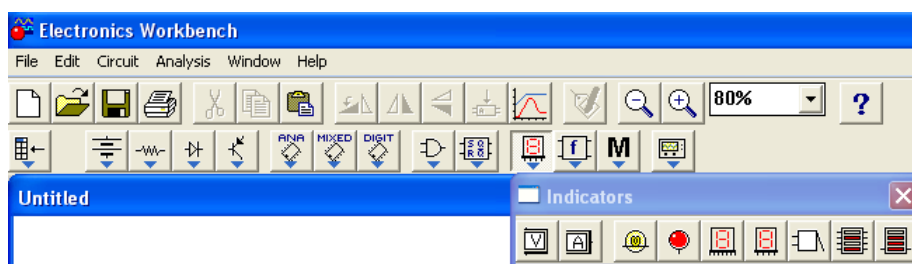 Electronics Workbench
File Edit Circuit Analysis Window Help
80% ?
ANA MIXED DIGIT f M
Untitled
Indicators
V A